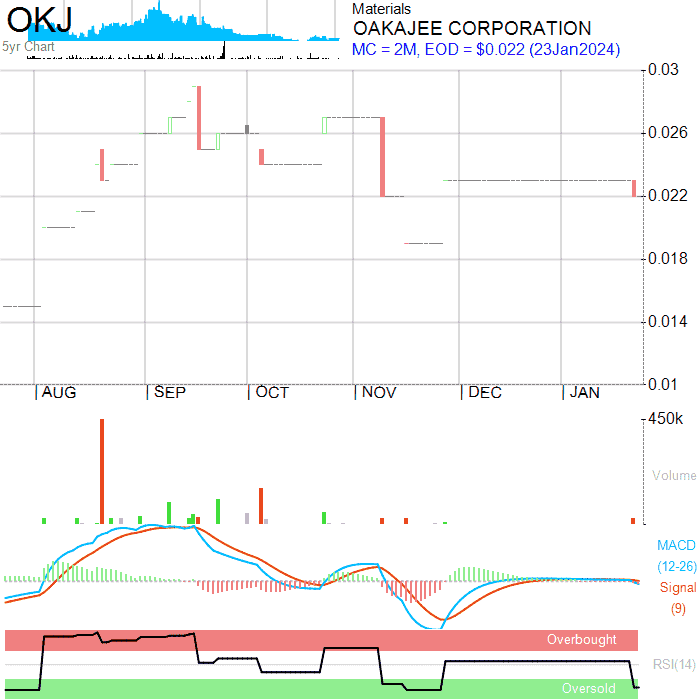 OKJ
5yr Chart
Materials
OAKAJEE CORPORATION
MC = 2M, EOD = $0.022 (23Jan2024)
0.03
0.026
0.022
0.018
0.014
0.01
AUG SEP OCT NOV DEC JAN
450k
Volume
MACD
(12-26)
Signal
(9)
Overbought
RSI(14)
Oversold